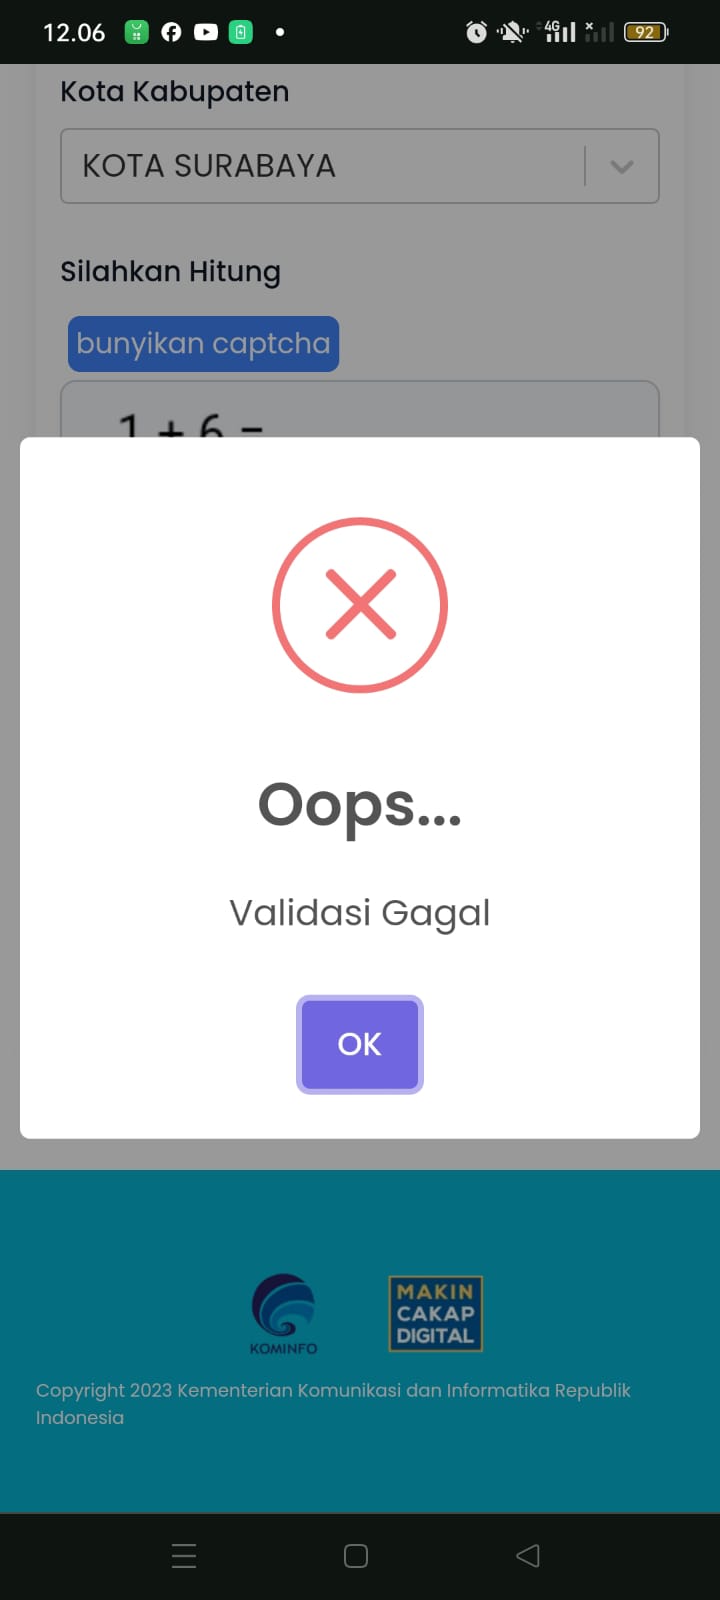 12.06
4G
92
Kota Kabupaten
KOTA SURABAYA
Silahkan Hitung
bunyikan captcha
1 + 6 =
Oops...
Validasi Gagal
OK
KOMINFO
MAKIN
CAKAP
DIGITAL
Copyright 2023 Kementerian Komunikasi dan Informatika Republik
Indonesia